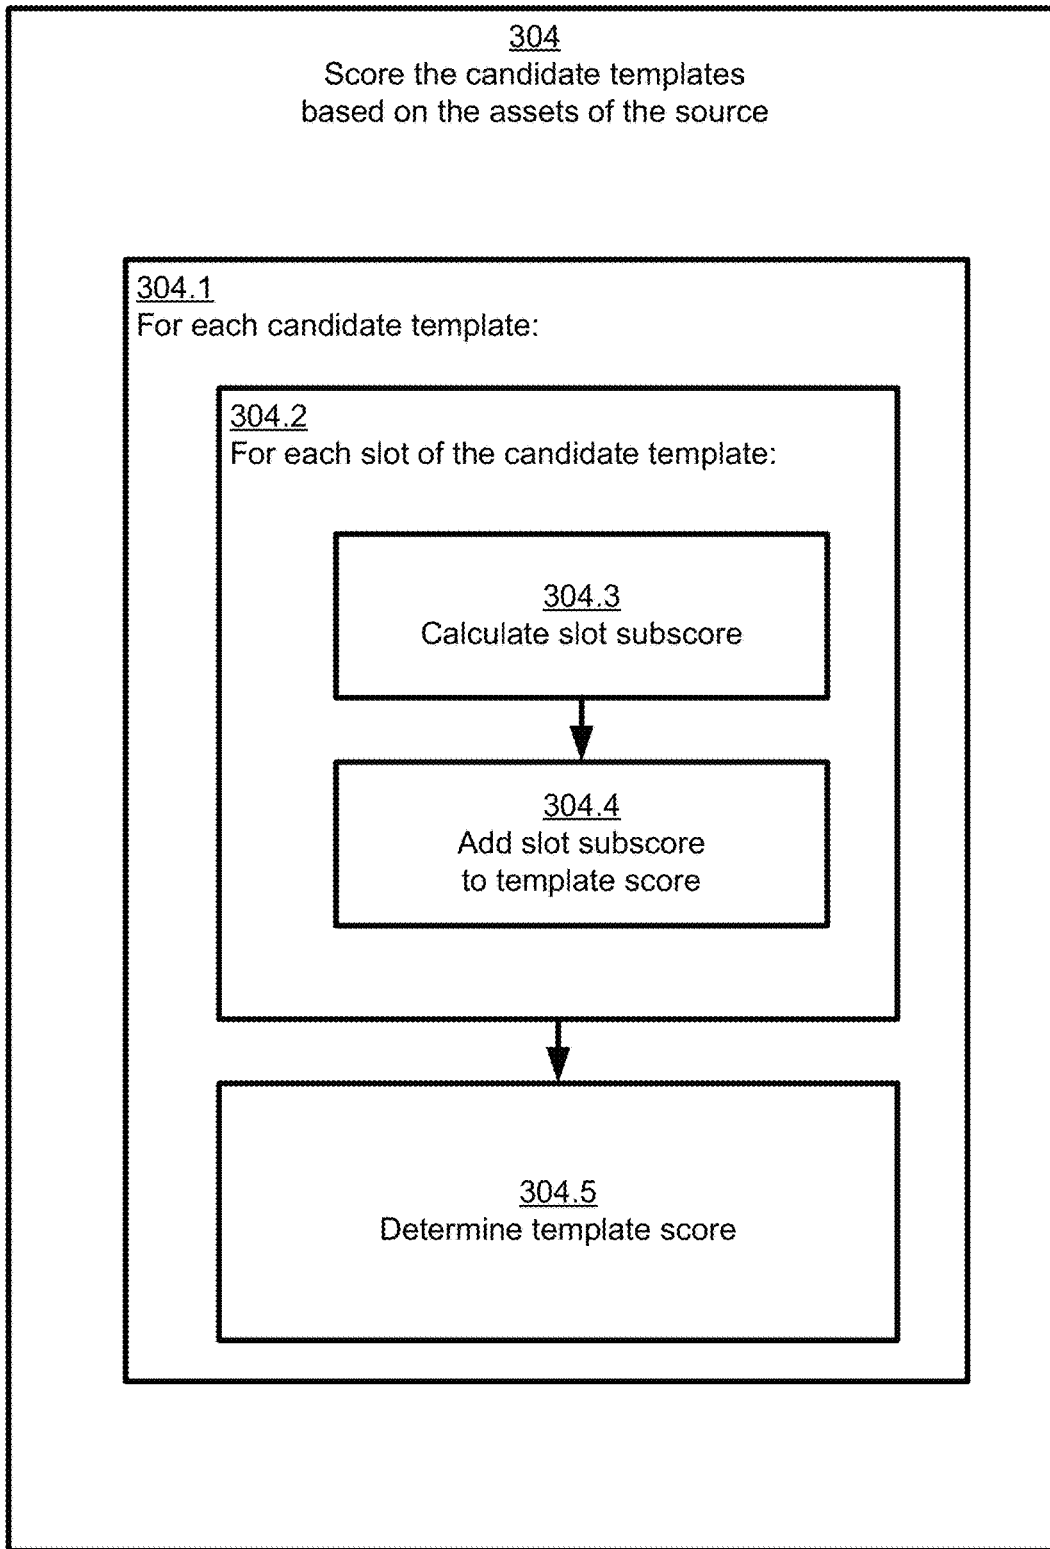 304
Score the candidate templates
based on the assets of the source
304.1
For each candidate template:
304.2
For each slot of the candidate template:
304.3
Calculate slot subscore
304.4
Add slot subscore
to template score
304.5
Determine template score